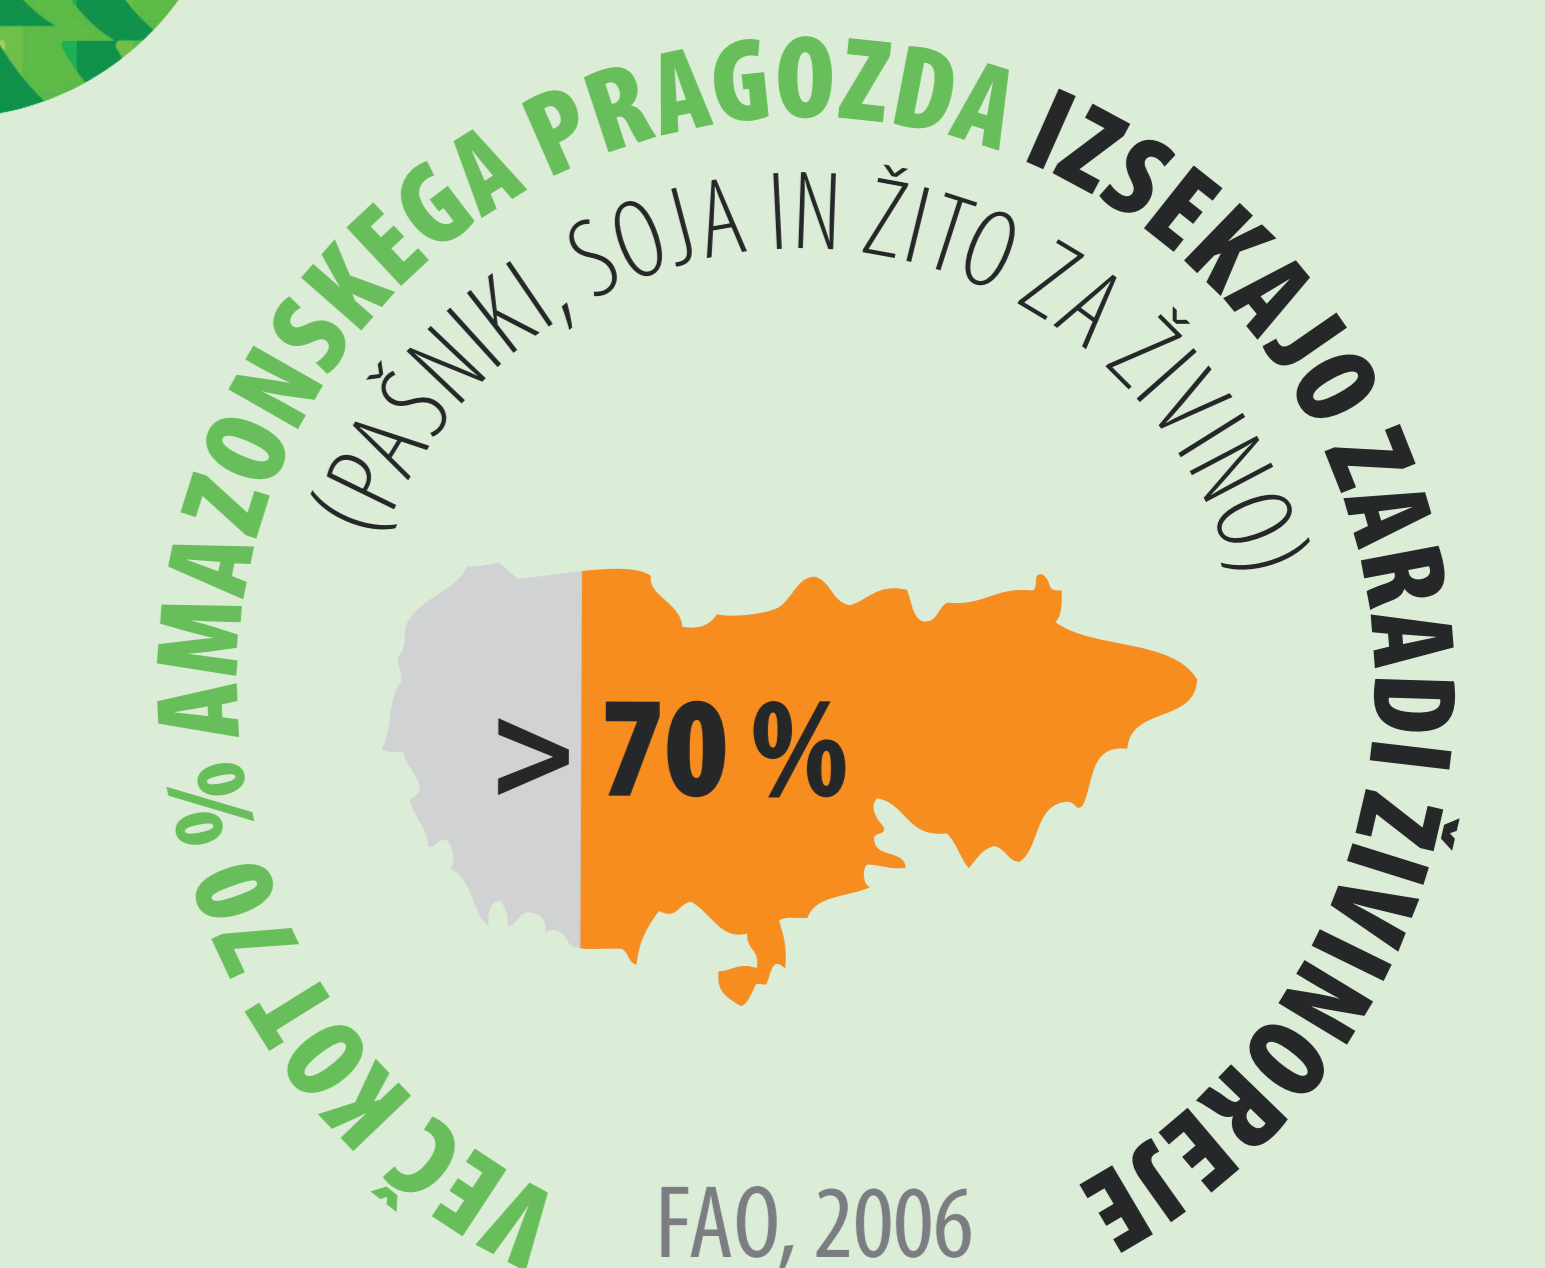 VEČ KOT 70 % AMAZONSKEGA PRAGOZDA IZSEKAJO ZARADI ŽIVINOREJE
(PAŠNIKI, SOJA IN ŽITO ZA ŽIVINO)
> 70 %
FAO, 2006